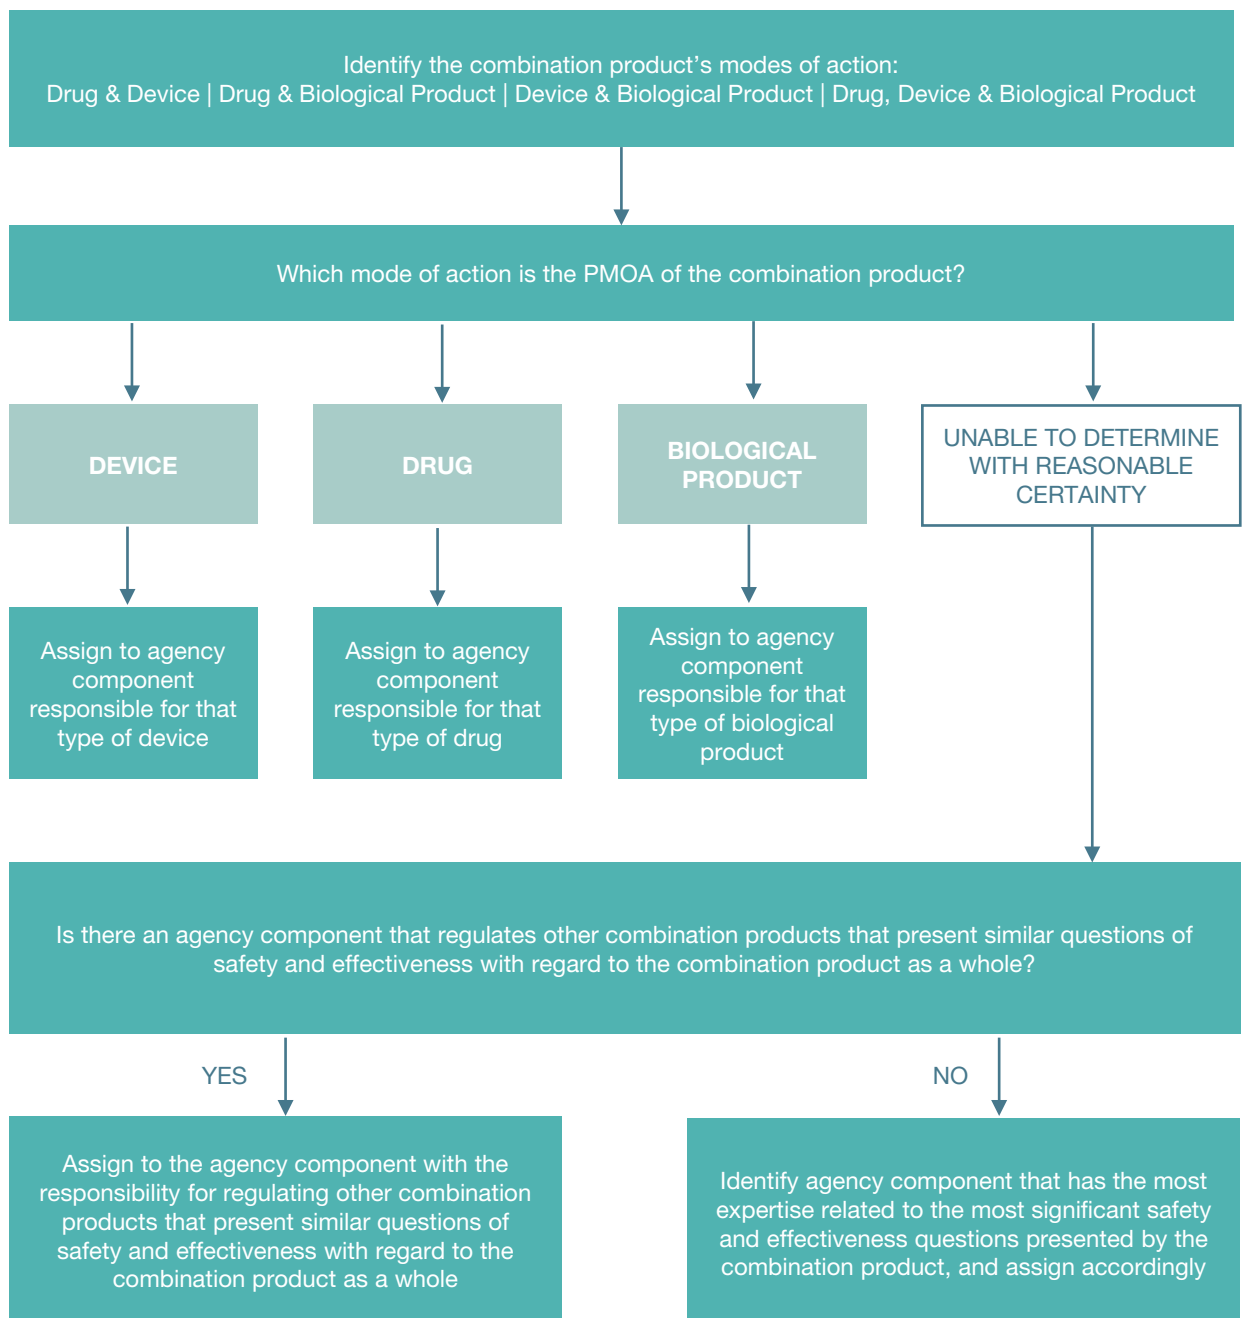 Identify the combination product’s modes of action:
Drug & Device | Drug & Biological Product | Device & Biological Product | Drug, Device & Biological Product
Which mode of action is the PMOA of the combination product?
DEVICE
DRUG
BIOLOGICAL
PRODUCT
UNABLE TO DETERMINE
WITH REASONABLE
CERTAINTY
Assign to agency
component
responsible for that
type of device
Assign to agency
component
responsible for that
type of drug
Assign to agency
component
responsible for that
type of biological
product
Is there an agency component that regulates other combination products that present similar questions of
safety and effectiveness with regard to the combination product as a whole?
YES
NO
Assign to the agency component with the
responsibility for regulating other combination
products that present similar questions of
safety and effectiveness with regard to the
combination product as a whole
Identify agency component that has the most
expertise related to the most significant safety
and effectiveness questions presented by the
combination product, and assign accordingly